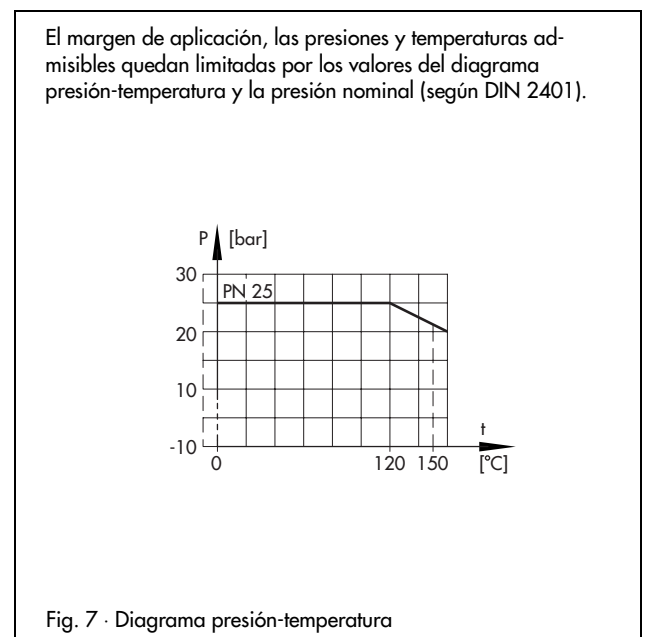 El margen de aplicación, las presiones y temperaturas ad-
misibles quedan limitadas por los valores del diagrama
presión-temperatura y la presión nominal (según DIN 2401).
P [bar]
30
PN 25
20
10
-10
0
120
150
t
[°C]
Fig. 7 · Diagrama presión-temperatura